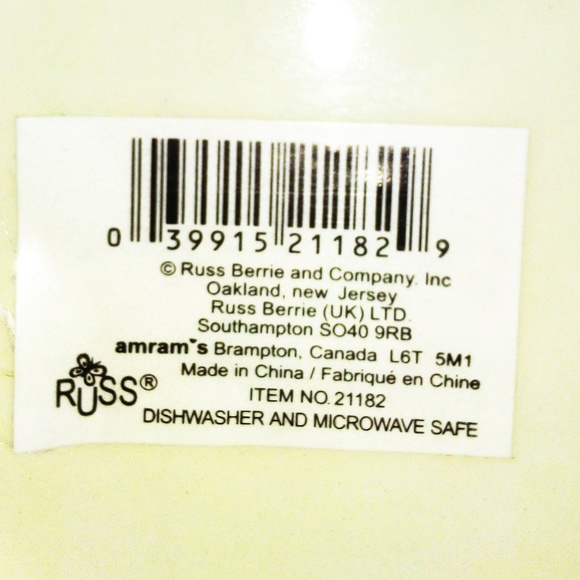 0 39915 21182 9
© Russ Berrie and Company. Inc
Oakland, new Jersey
Russ Berrie (UK) LTD.
Southampton SO40 9RB
amram's Brampton, Canada L6T 5M1
Made in China / Fabriqué en Chine
RUSS®
ITEM NO. 21182
DISHWASHER AND MICROWAVE SAFE